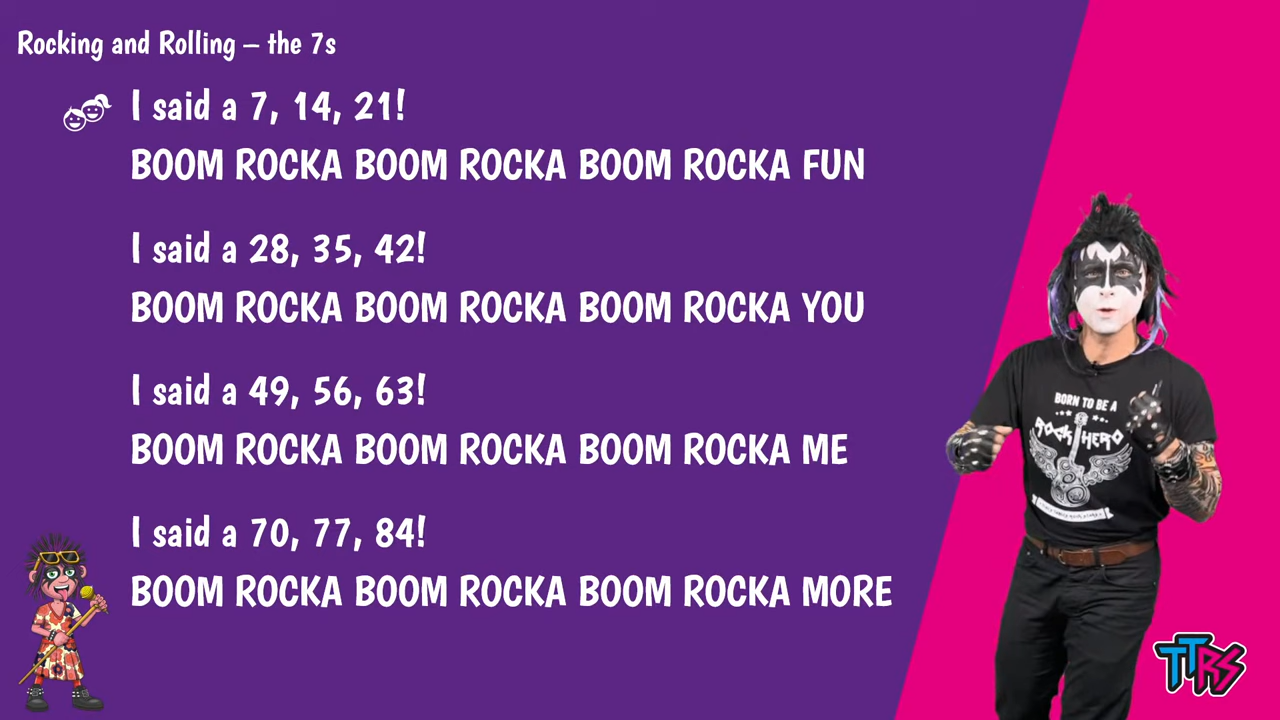 Rocking and Rolling – the 7s
I said a 7, 14, 21!
BOOM ROCKA BOOM ROCKA BOOM ROCKA FUN
I said a 28, 35, 42!
BOOM ROCKA BOOM ROCKA BOOM ROCKA YOU
I said a 49, 56, 63!
BOOM ROCKA BOOM ROCKA BOOM ROCKA ME
I said a 70, 77, 84!
BOOM ROCKA BOOM ROCKA BOOM ROCKA MORE
BORN TO BE A
ROCK HERO
TTRS